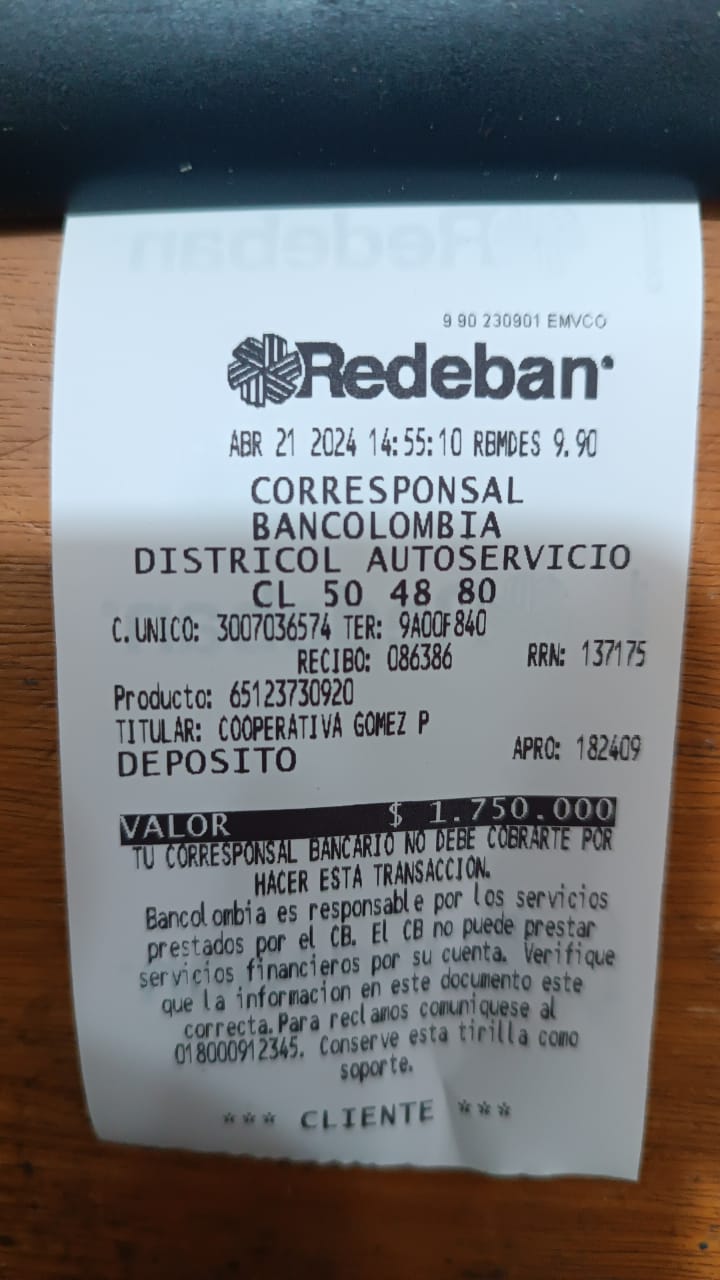 9 90 230901 EMVCO
Redeban
ABR 21 2024 14:55:10 RBMDES 9.90
CORRESPONSAL
BANCOLOMBIA
DISTRICOL AUTOSERVICIO
CL 50 48 80
C.UNICO: 3007036574 TER: 9A00F840
RECIBO: 086386 RRN: 137175
Producto: 65123730920
TITULAR: COOPERATIVA GOMEZ P
DEPOSITO APRO: 182409
VALOR $ 1.750.000
TU CORRESPONSAL BANCARIO NO DEBE COBRARTE POR
HACER ESTA TRANSACCION.
Bancolombia es responsable por los servicios
prestados por el CB. El CB no puede prestar
servicios financieros por su cuenta. Verifique
que la informacion en este documento este
correcta.Para reclamos comuniquese al
018000912345. Conserve esta tirilla como
soporte.
*** CLIENTE ***